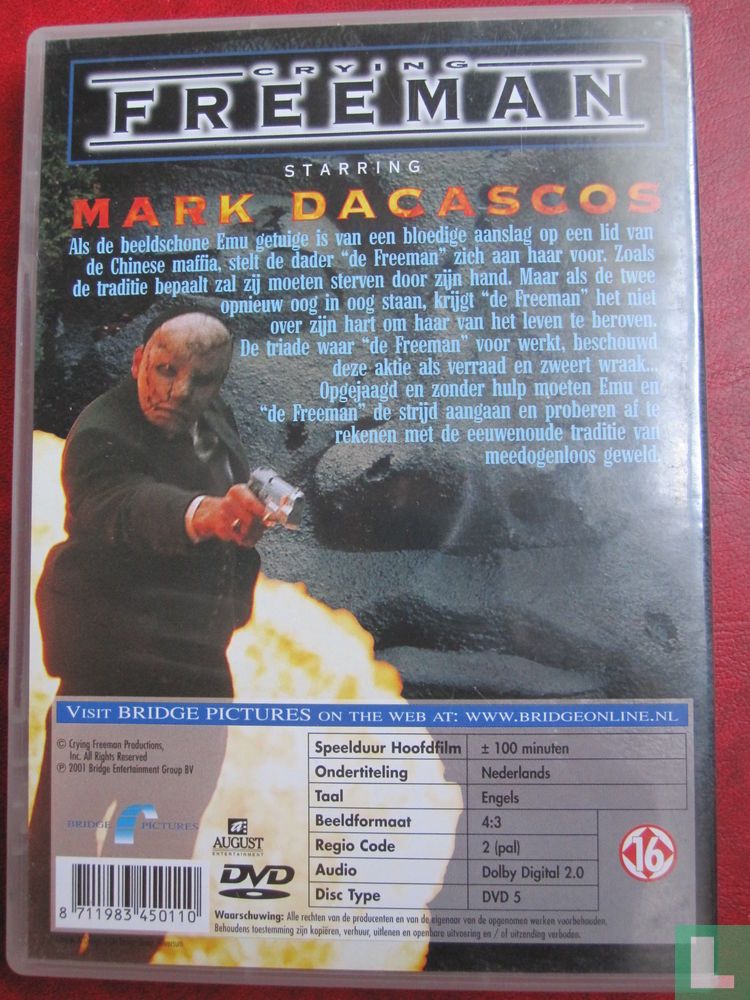 CRYING
FREEMAN
STARRING
MARK DACASCOS
Als de beeldschone Emu getuige is van een bloedige aanslag op een lid van
de Chinese maffia, stelt de dader “de Freeman” zich aan haar voor. Zoals
de traditie bepaalt zal zij moeten sterven door zijn hand. Maar als de twee
opnieuw oog in oog staan, krijgt “de Freeman” het niet
over zijn hart om haar van het leven te beroven.
De triade waar “de Freeman” voor werkt, beschouwd
deze aktie als verraad en zweert wraak...
Opgejaagd en zonder hulp moeten Emu en
“de Freeman” de strijd aangaan en proberen af te
rekenen met de eeuwenoude traditie van
meedogenloos geweld.
VISIT BRIDGE PICTURES ON THE WEB AT: WWW.BRIDGEONLINE.NL
© Crying Freeman Productions,
Inc. All Rights Reserved
℗ 2001 Bridge Entertainment Group BV
Speelduur Hoofdfilm ± 100 minuten
Ondertiteling Nederlands
Taal Engels
Beeldformaat 4:3
Regio Code 2 (pal)
Audio Dolby Digital 2.0
Disc Type DVD 5
BRIDGE PICTURES
a
AUGUST
ENTERTAINMENT
DVD
16
8 711983 450110
Waarschuwing: Alle rechten van de producenten en van de eigenaar van de opgenomen werken voorbehouden.
Behoudens toestemming zijn kopiëren, verhuur, uitlenen en openbare uitvoering en / of uitzending verboden.
L